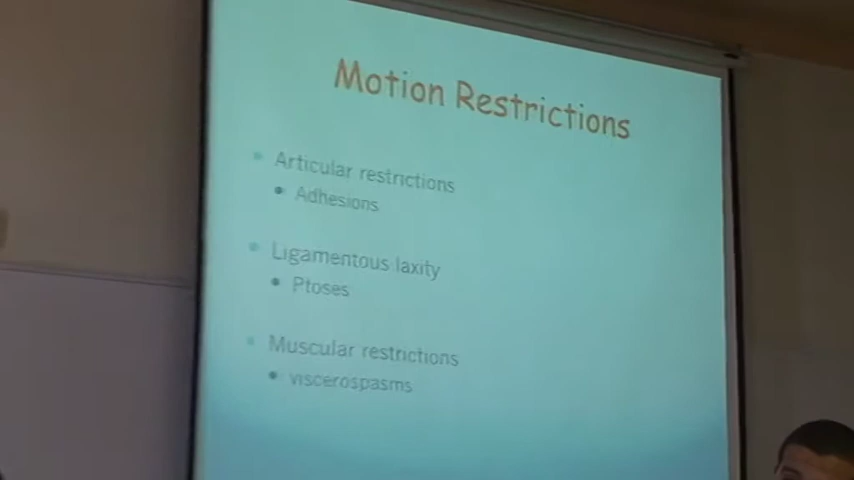 Motion Restrictions
Articular restrictions
Adhesions
Ligamentous laxity
Ptoses
Muscular restrictions
viscerospasms